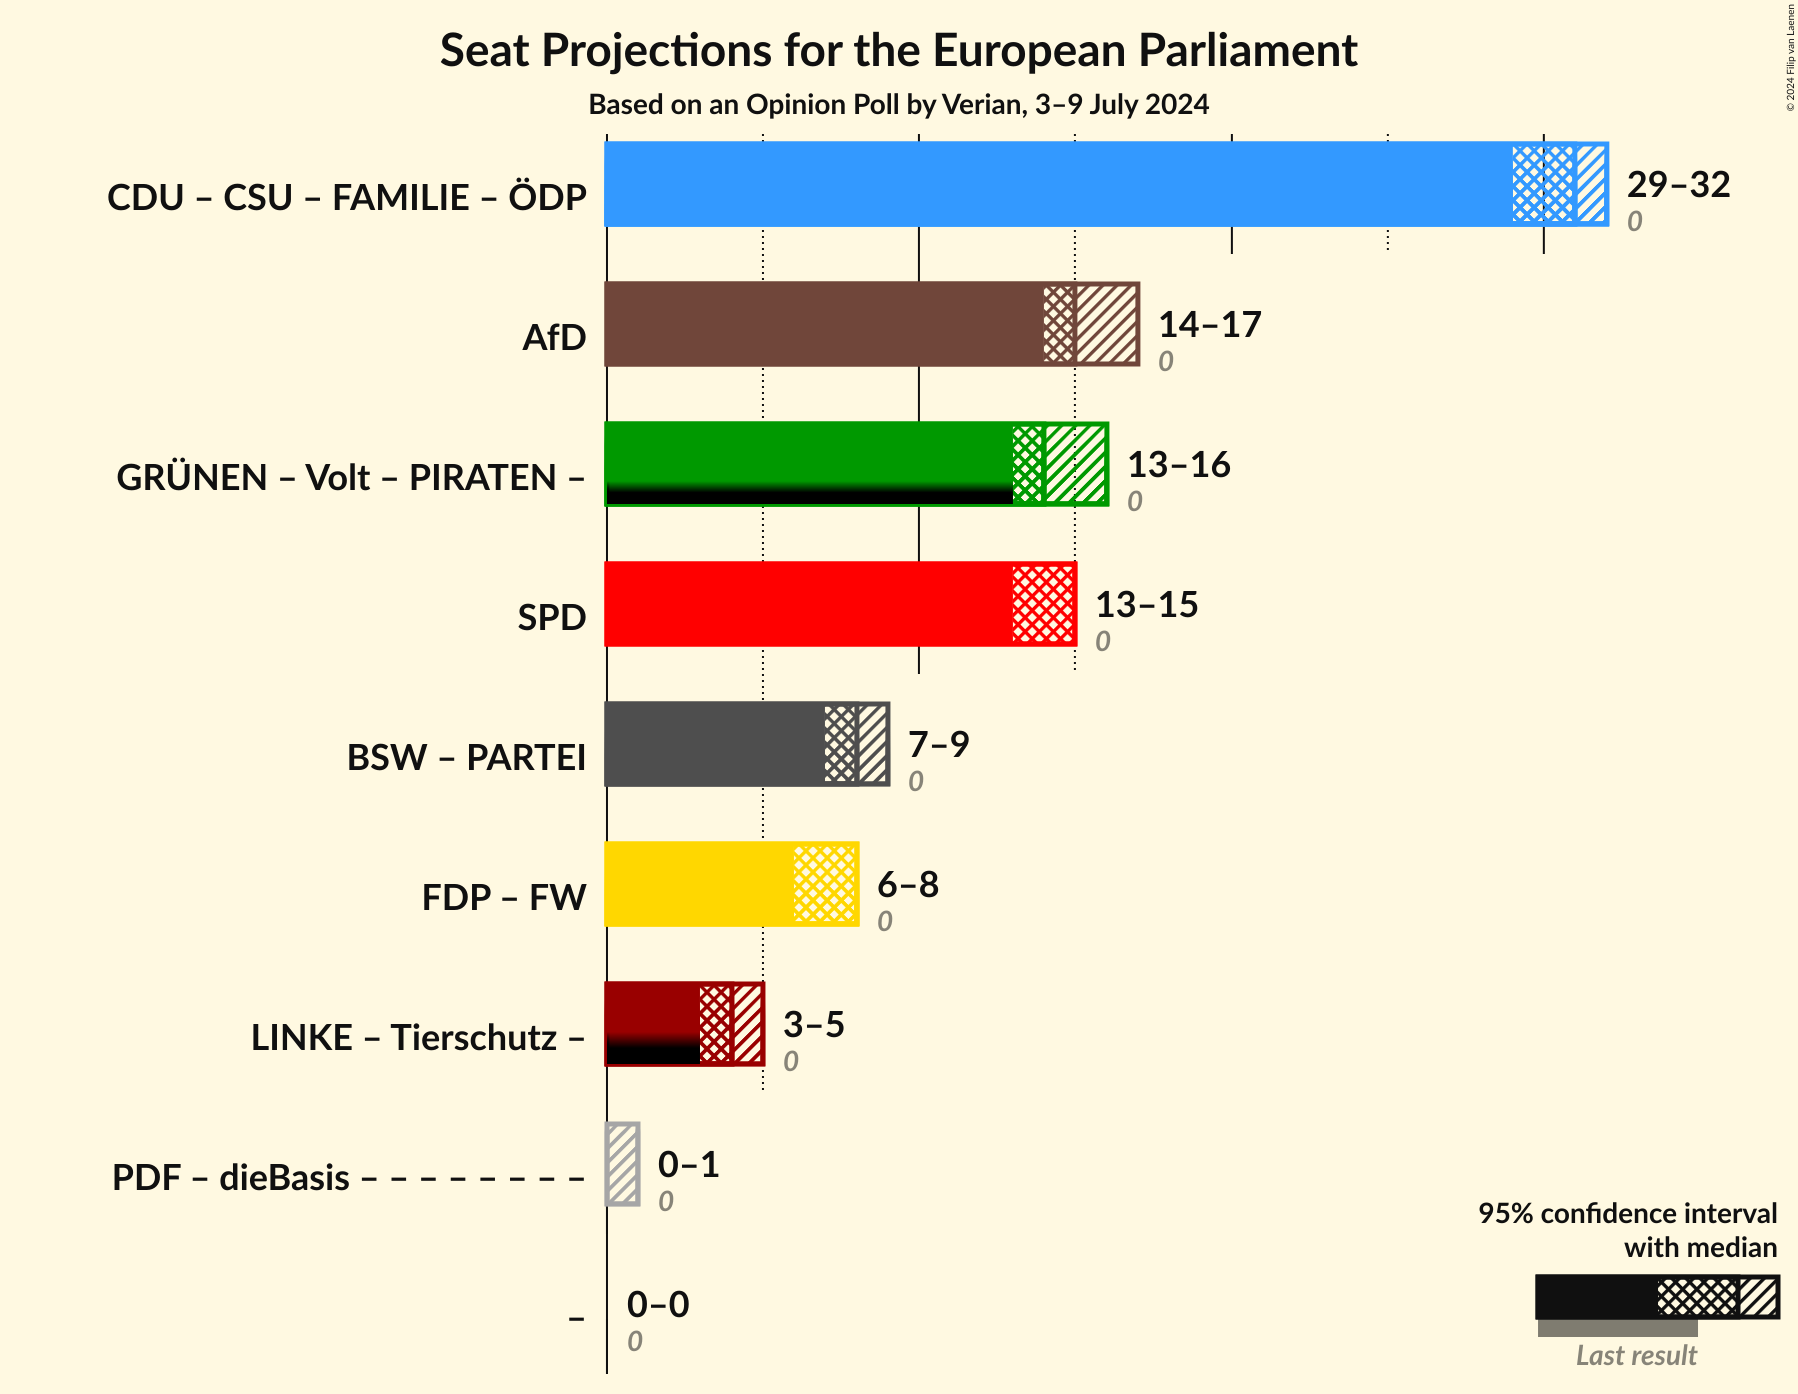 Seat Projections for the European Parliament
Based on an Opinion Poll by Verian, 3–9 July 2024
© 2024 Filip van Laenen
CDU – CSU – FAMILIE – ÖDP
29–32
0
AfD
14–17
0
GRÜNEN – Volt – PIRATEN –
13–16
0
SPD
13–15
0
BSW – PARTEI
7–9
0
FDP – FW
6–8
0
LINKE – Tierschutz –
3–5
0
PDF – dieBasis – – – – – – – –
0–1
0
–
0–0
0
95% confidence interval
with median
Last result